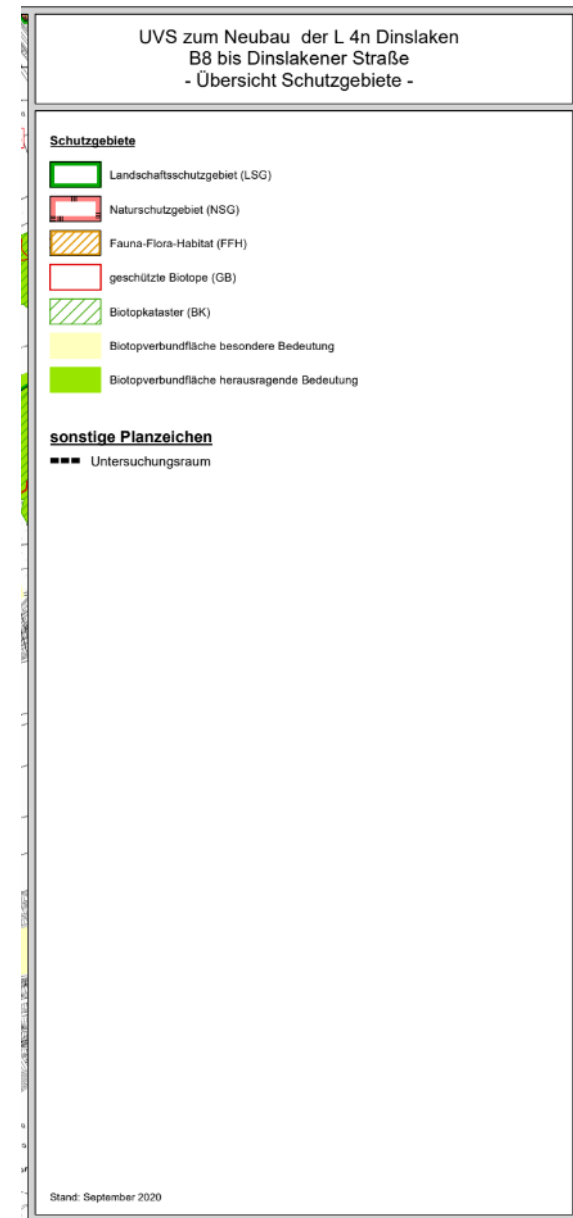 UVS zum Neubau der L 4n Dinslaken
B8 bis Dinslakener Straße
- Übersicht Schutzgebiete -
Schutzgebiete
Landschaftsschutzgebiet (LSG)
Naturschutzgebiet (NSG)
Fauna-Flora-Habitat (FFH)
geschützte Biotope (GB)
Biotopkataster (BK)
Biotopverbundfläche besondere Bedeutung
Biotopverbundfläche herausragende Bedeutung
sonstige Planzeichen
Untersuchungsraum
Stand: September 2020